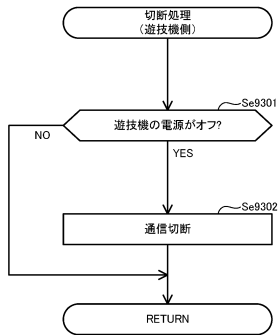 切断処理
（遊技機側）
Se9301
遊技機の電源がオフ?
NO
YES
Se9302
通信切断
RETURN